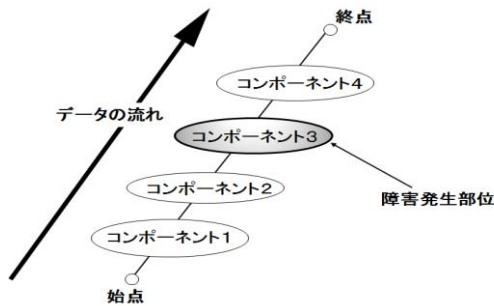 終点
コンポーネント4
データの流れ
コンポーネント3
コンポーネント2
障害発生部位
コンポーネント1
始点